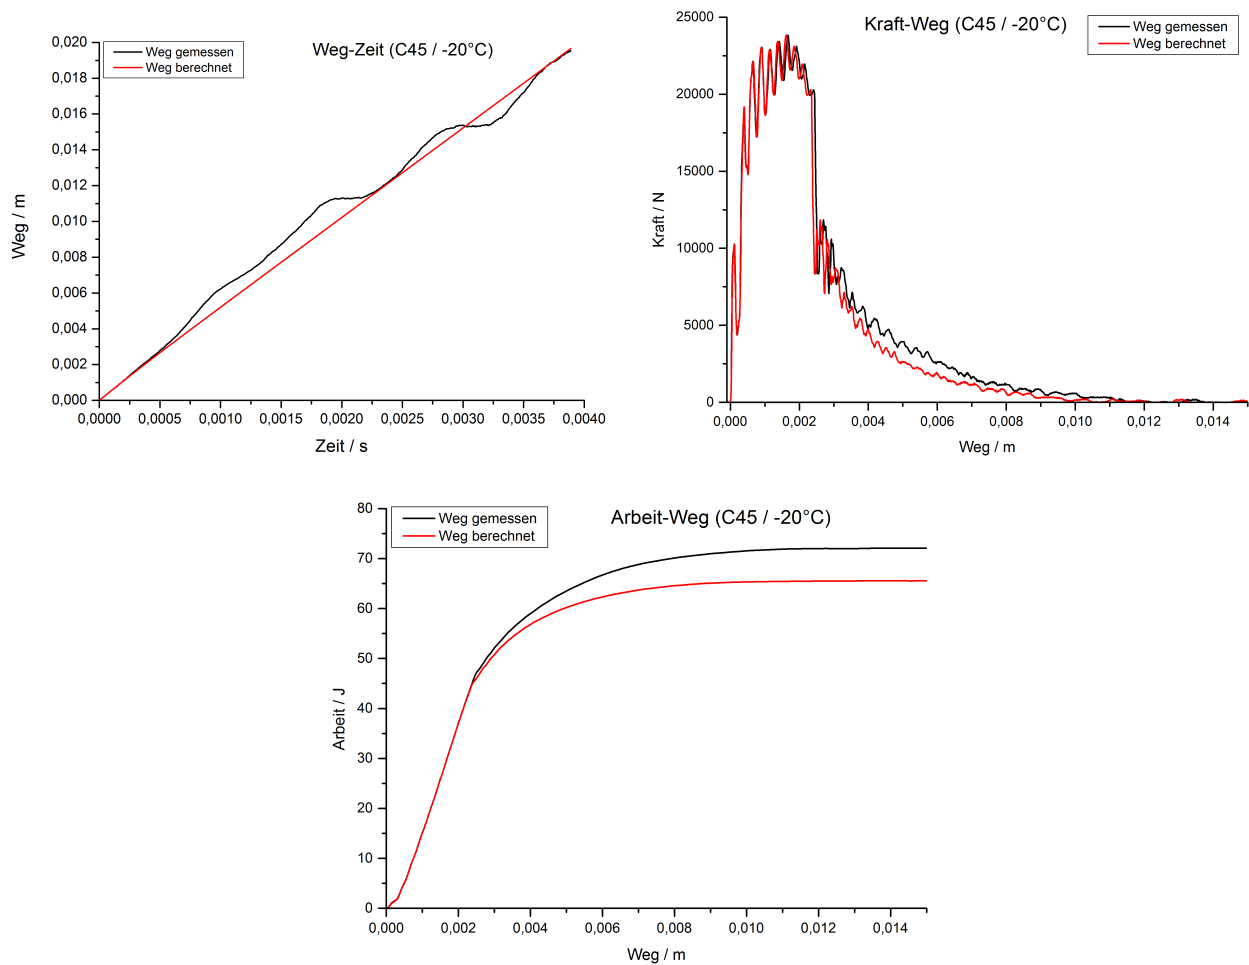 Weg-Zeit (C45 / -20°C)
Weg gemessen
Weg berechnet
0,020
0,018
0,016
0,014
0,012
0,010
0,008
0,006
0,004
0,002
0,000
Weg / m
0,0000 0,0005 0,0010 0,0015 0,0020 0,0025 0,0030 0,0035 0,0040
Zeit / s
Kraft-Weg (C45 / -20°C)
Weg gemessen
Weg berechnet
25000
20000
15000
10000
5000
0
Kraft / N
0,000 0,002 0,004 0,006 0,008 0,010 0,012 0,014
Weg / m
Arbeit-Weg (C45 / -20°C)
Weg gemessen
Weg berechnet
80
70
60
50
40
30
20
10
0
Arbeit / J
0,000 0,002 0,004 0,006 0,008 0,010 0,012 0,014
Weg / m